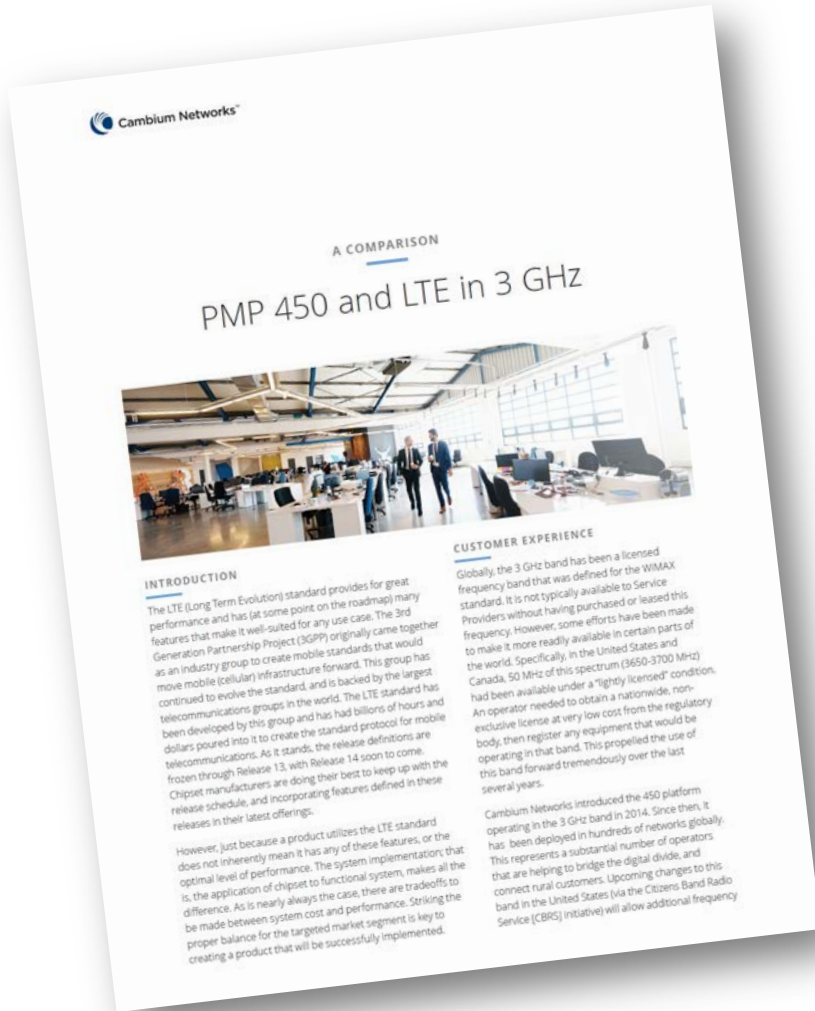 Cambium Networks™
A COMPARISON
PMP 450 and LTE in 3 GHz
INTRODUCTION
The LTE (Long Term Evolution) standard provides for great
performance and has (at some point on the roadmap) many
features that make it well-suited for any use case. The 3rd
Generation Partnership Project (3GPP) originally came together
as an industry group to create mobile standards that would
move mobile (cellular) infrastructure forward. This group has
continued to evolve the standard, and is backed by the largest
telecommunications groups in the world. The LTE standard has
been developed by this group and has had billions of hours and
dollars poured into it to create the standard protocol for mobile
telecommunications. As it stands, the release definitions are
frozen through Release 13, with Release 14 soon to come.
Chipset manufacturers are doing their best to keep up with the
release schedule, and incorporating features defined in these
releases in their latest offerings.
However, just because a product utilizes the LTE standard
does not inherently mean it has any of these features, or the
optimal level of performance. The system implementation; that
is, the application of chipset to functional system, makes all the
difference. As is nearly always the case, there are tradeoffs to
be made between system cost and performance. Striking the
proper balance for the targeted market segment is key to
creating a product that will be successfully implemented.
CUSTOMER EXPERIENCE
Globally, the 3 GHz band has been a licensed
frequency band that was defined for the WiMAX
standard. It is not typically available to Service
Providers without having purchased or leased this
frequency. However, some efforts have been made
to make it more readily available in certain parts of
the world. Specifically, in the United States and
Canada, 50 MHz of this spectrum (3650-3700 MHz)
had been available under a "lightly licensed" condition.
An operator needed to obtain a nationwide, non-
exclusive license at very low cost from the regulatory
body, then register any equipment that would be
operating in that band. This propelled the use of
this band forward tremendously over the last
several years.
Cambium Networks introduced the 450 platform
operating in the 3 GHz band in 2014. Since then, it
has been deployed in hundreds of networks globally.
This represents a substantial number of operators
that are helping to bridge the digital divide, and
connect rural customers. Upcoming changes to this
band in the United States (via the Citizens Band Radio
Service [CBRS] initiative) will allow additional frequency